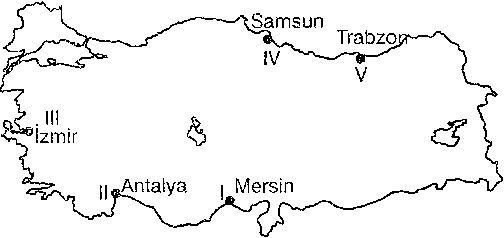 Samsun
IV
Trabzon
V
III
İzmir
II Antalya
I Mersin